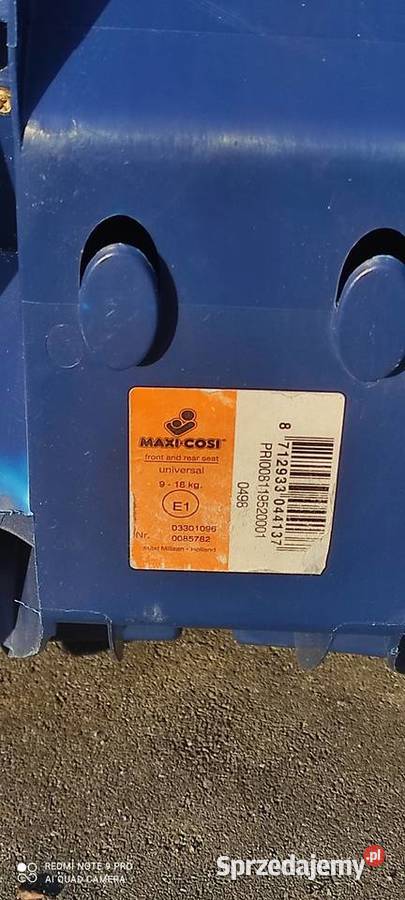 MAXI-COSI
front and rear seat
universal
9 - 18 kg.
E1
03301096
Nr. 0085782
8 712933 044137
PR008119520001
0498
REDMI NOTE 9 PRO
AI QUAD CAMERA
Sprzedajemy.pl